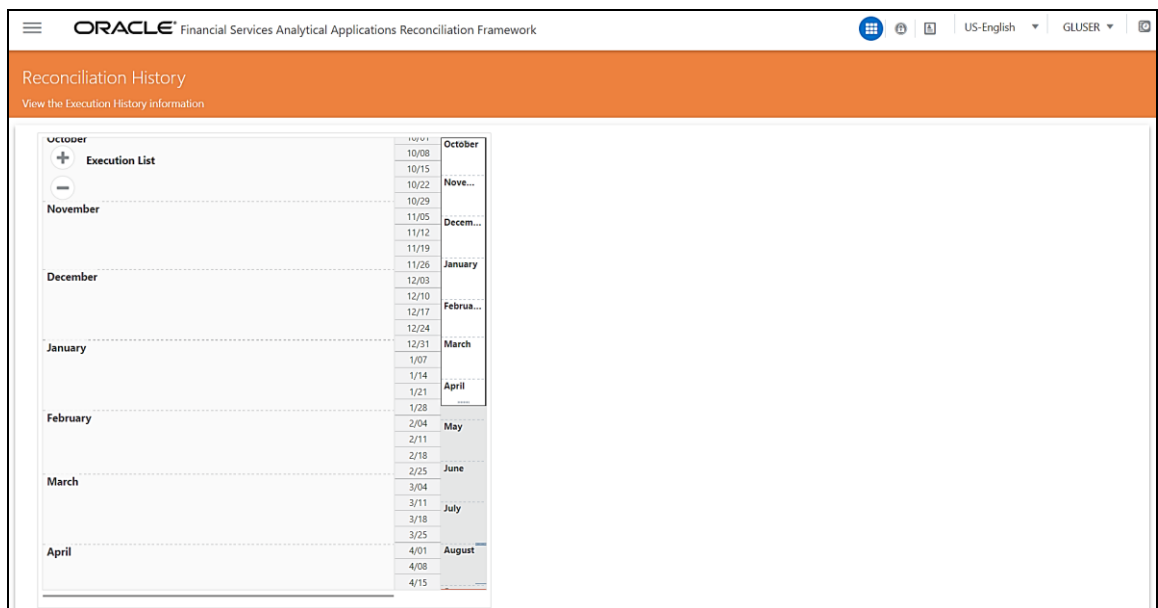 ORACLE® Financial Services Analytical Applications Reconciliation Framework
US-English
GLUSER
Reconciliation History
View the Execution History information
October
Execution List
November
December
January
February
March
April
10/01
10/08
10/15
10/22
10/29
11/05
11/12
11/19
11/26
12/03
12/10
12/17
12/24
12/31
1/07
1/14
1/21
1/28
2/04
2/11
2/18
2/25
3/04
3/11
3/18
3/25
4/01
4/08
4/15
October
Nove...
Decem...
January
Februa...
March
April
May
June
July
August